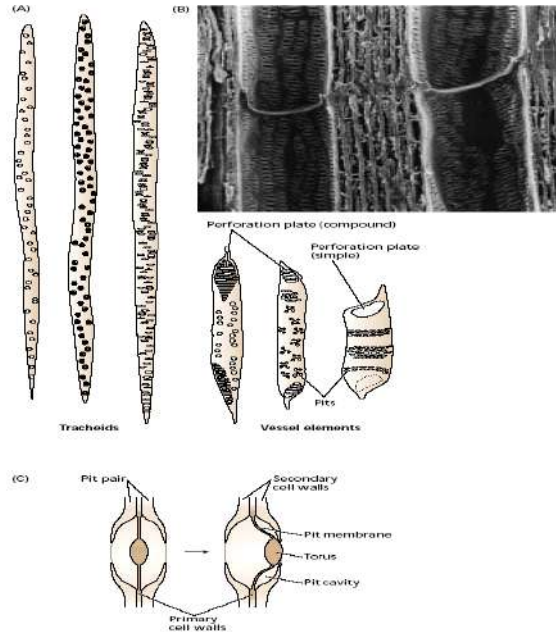 (A)
(B)
Perforation plate (compound)
Perforation plate
(simple)
Pits
Tracheids
Vessel elements
(C)
Pit pair
Secondary
cell walls
Pit membrane
Torus
Pit cavity
Primary
cell walls